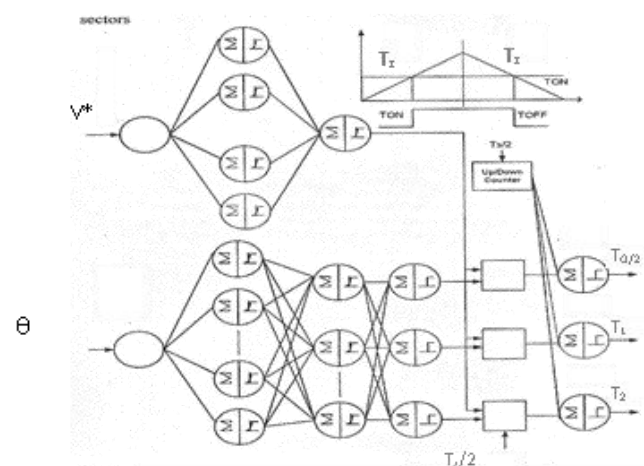 sectors
V*
T_I T_I
TON
TON TOFF
Ts/2
Up/Down
Counter
T_0/2
θ
T_1
T_2
T_s/2
Σ Σ Σ Σ Σ
Σ Σ Σ Σ Σ Σ Σ Σ Σ Σ
Σ Σ Σ